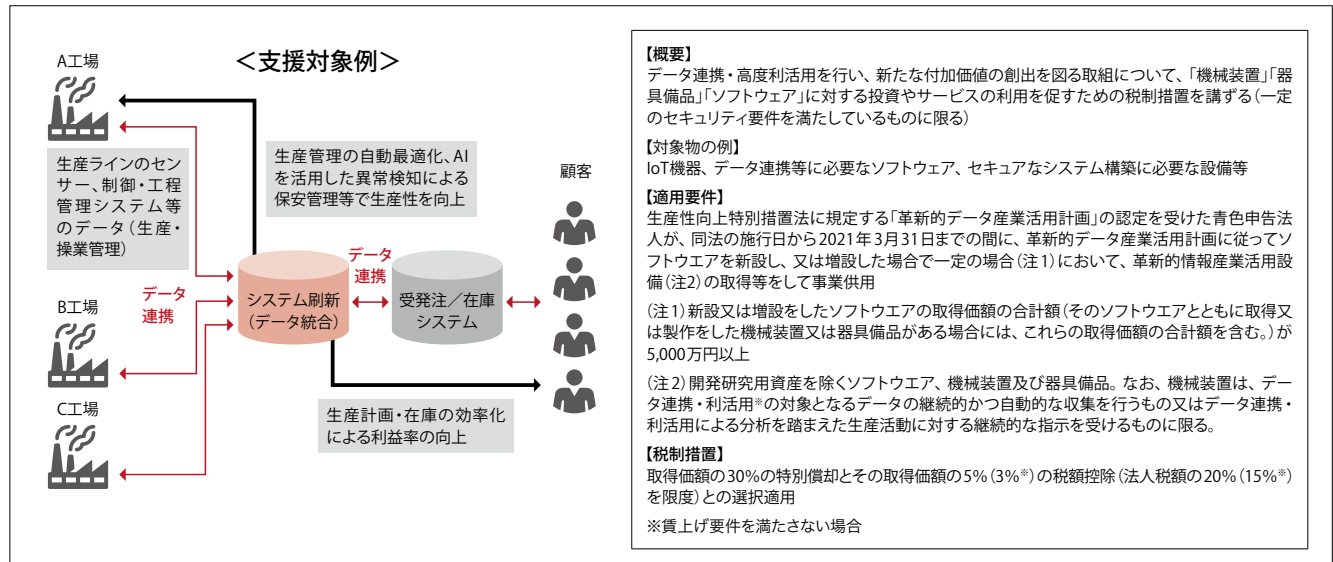 ＜支援対象例＞
A工場
生産ラインのセン
サー、制御・工程
管理システム等
のデータ（生産・
操業管理）
生産管理の自動最適化、AI
を活用した異常検知による
保安管理等で生産性を向上
顧客
データ
連携
システム刷新
（データ統合）
受発注／在庫
システム
データ
連携
B工場
C工場
生産計画・在庫の効率化
による利益率の向上
【概要】
データ連携・高度利活用を行い、新たな付加価値の創出を図る取組について、「機械装置」「器
具備品」「ソフトウェア」に対する投資やサービスの利用を促すための税制措置を講ずる（一定
のセキュリティ要件を満たしているものに限る）
【対象物の例】
IoT機器、データ連携等に必要なソフトウェア、セキュアなシステム構築に必要な設備等
【適用要件】
生産性向上特別措置法に規定する「革新的データ産業活用計画」の認定を受けた青色申告法
人が、同法の施行日から2021年3月31日までの間に、革新的データ産業活用計画に従ってソ
フトウエアを新設し、又は増設した場合で一定の場合（注1）において、革新的情報産業活用設
備（注2）の取得等をして事業供用
（注1）新設又は増設をしたソフトウエアの取得価額の合計額（そのソフトウエアとともに取得又
は製作をした機械装置又は器具備品がある場合には、これらの取得価額の合計額を含む。）が
5,000万円以上
（注2）開発研究用資産を除くソフトウエア、機械装置及び器具備品。なお、機械装置は、デー
タ連携・利活用※の対象となるデータの継続的かつ自動的な収集を行うもの又はデータ連携・
利活用による分析を踏まえた生産活動に対する継続的な指示を受けるものに限る。
【税制措置】
取得価額の30%の特別償却とその取得価額の5%（3%※）の税額控除（法人税額の20%（15%※）
を限度）との選択適用
※賃上げ要件を満たさない場合